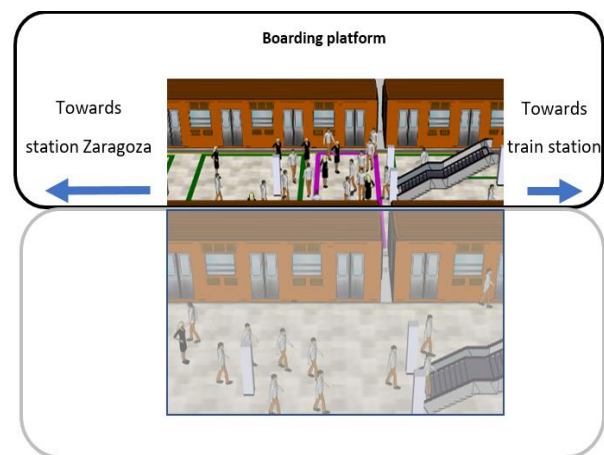 Boarding platform
Towards
station Zaragoza
Towards
train station